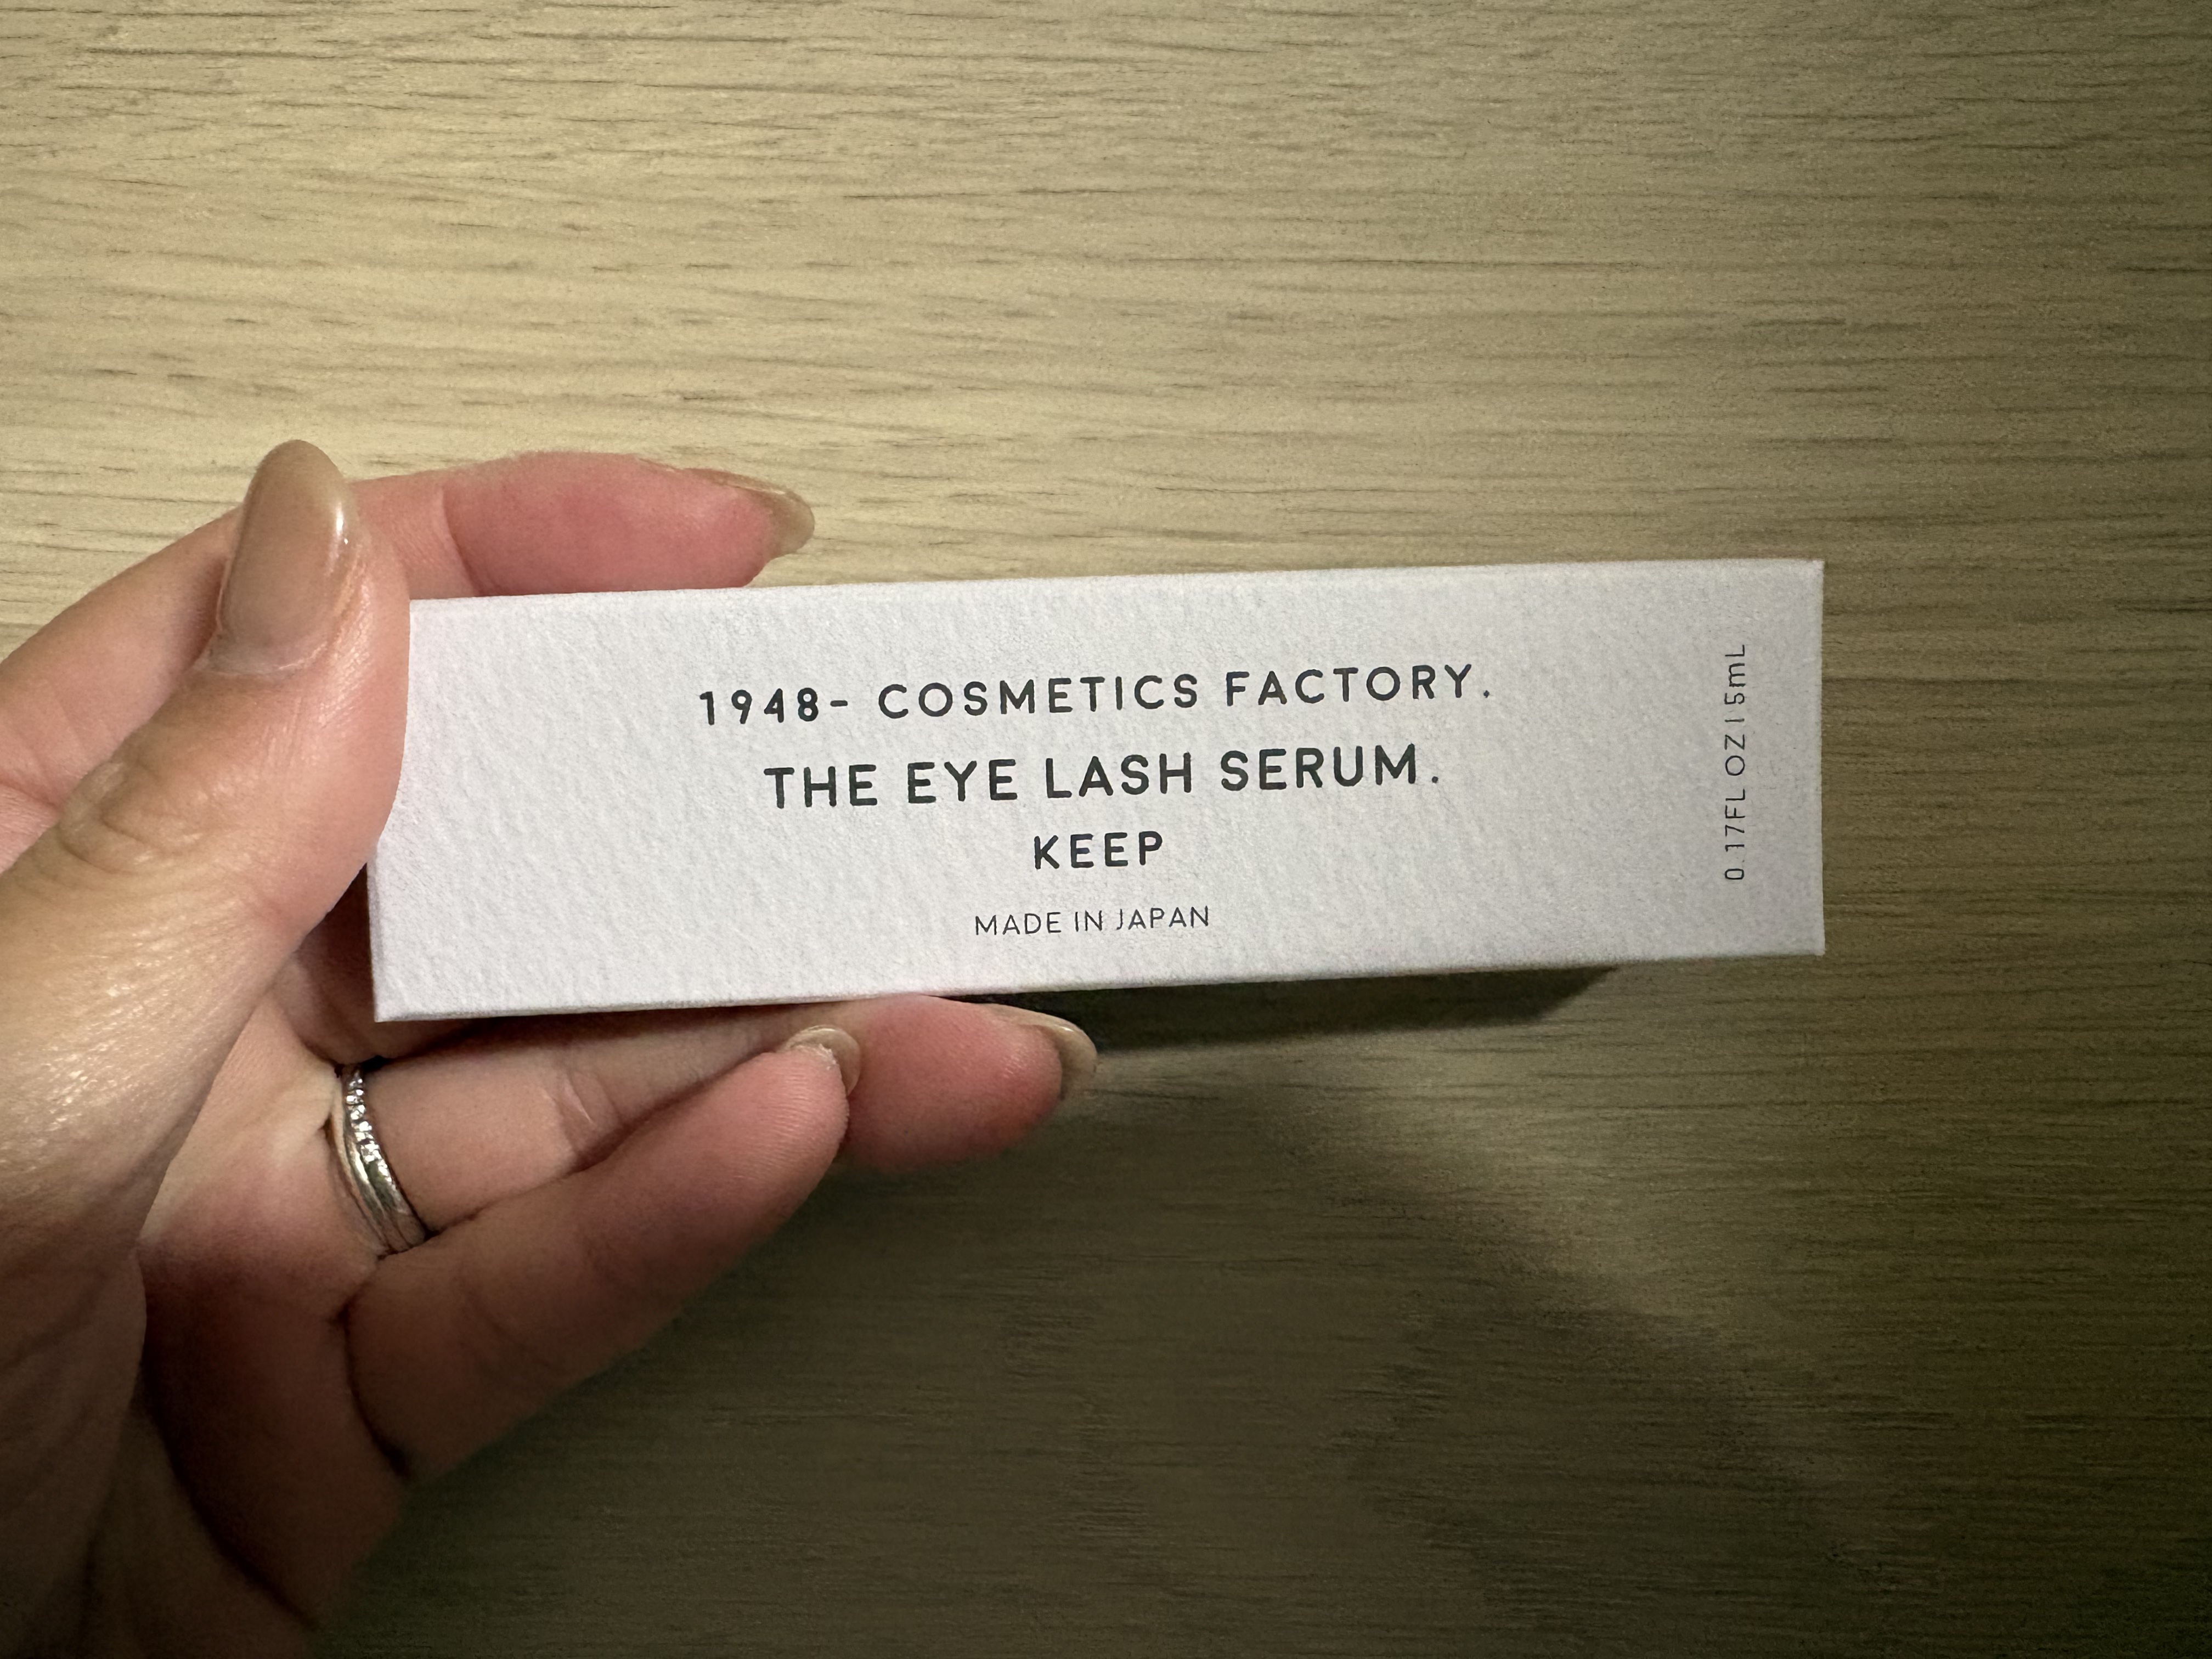 1948- COSMETICS FACTORY.
THE EYE LASH SERUM.
KEEP
MADE IN JAPAN
0.17FL OZ I 5mL